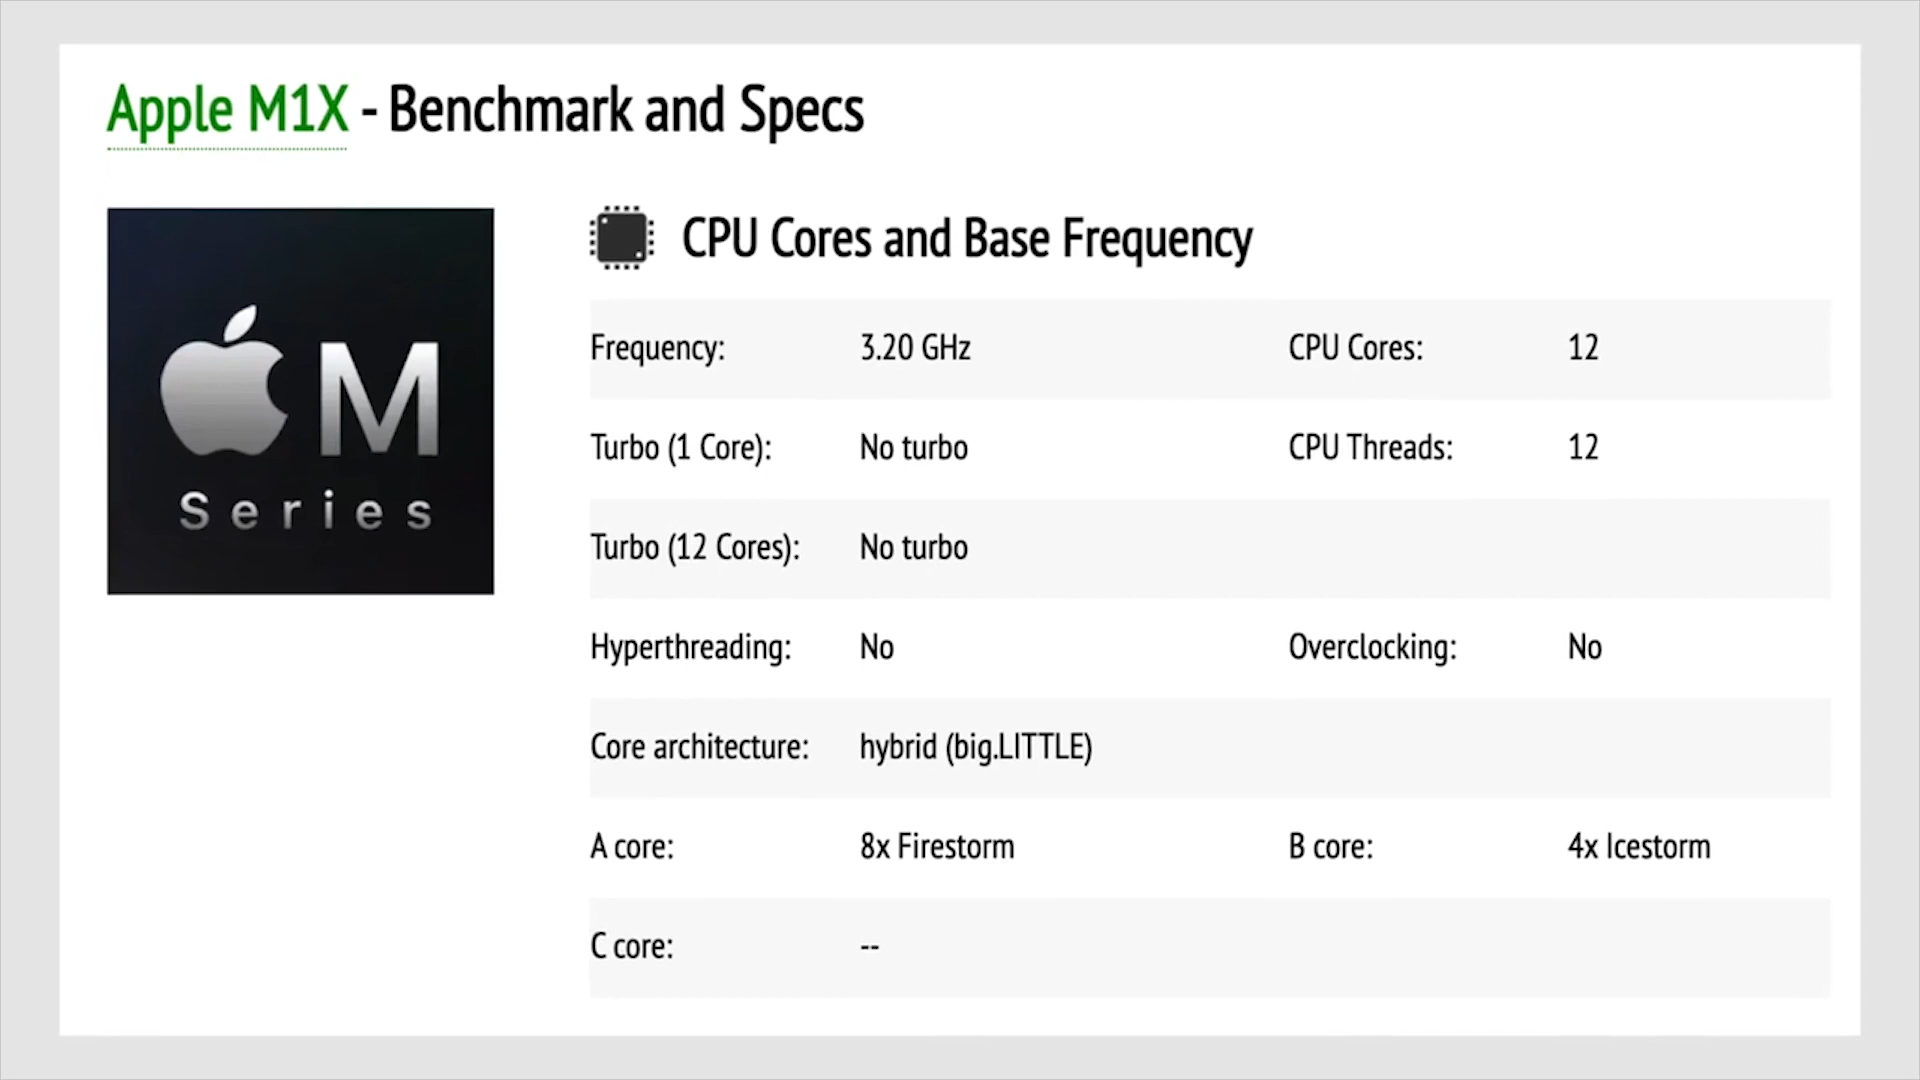 Apple M1X - Benchmark and Specs
M
Series
CPU Cores and Base Frequency
Frequency: 3.20 GHz CPU Cores: 12
Turbo (1 Core): No turbo CPU Threads: 12
Turbo (12 Cores): No turbo
Hyperthreading: No Overclocking: No
Core architecture: hybrid (big.LITTLE)
A core: 8x Firestorm B core: 4x Icestorm
C core: --